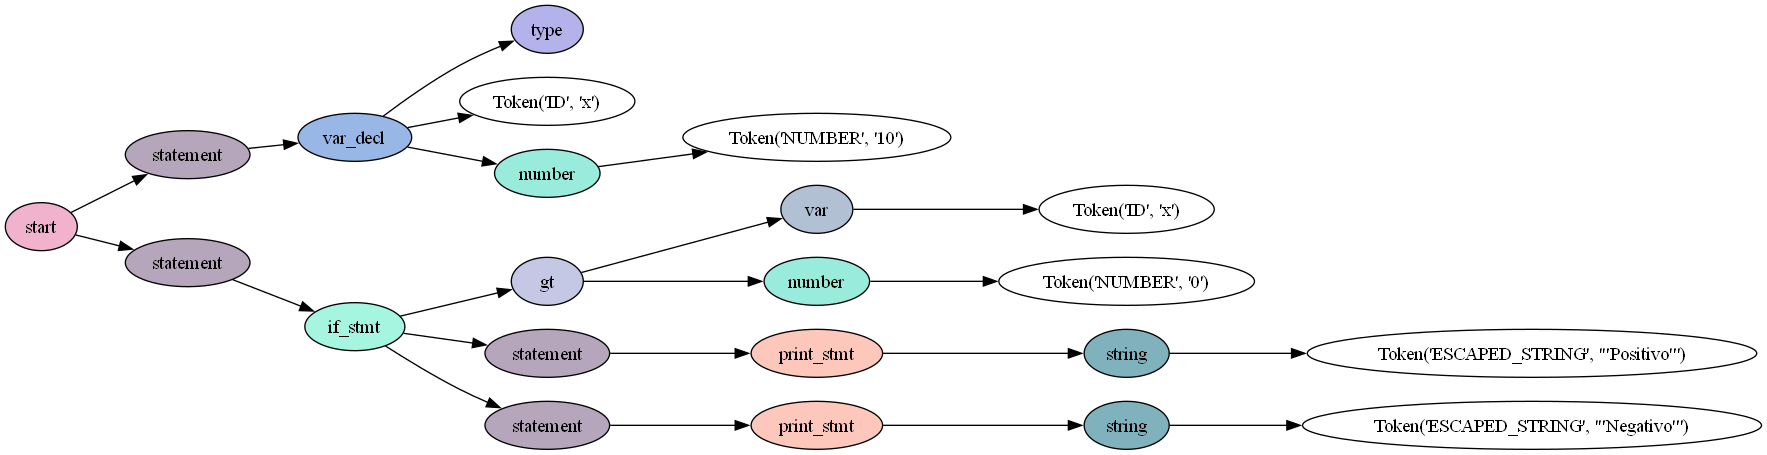 type
Token('ID', 'x')
var_decl
Token('NUMBER', '10')
statement
number
var
Token('ID', 'x')
start
statement
gt
number
Token('NUMBER', '0')
if_stmt
statement
print_stmt
string
Token('ESCAPED_STRING', '"Positivo"')
statement
print_stmt
string
Token('ESCAPED_STRING', '"Negativo"')